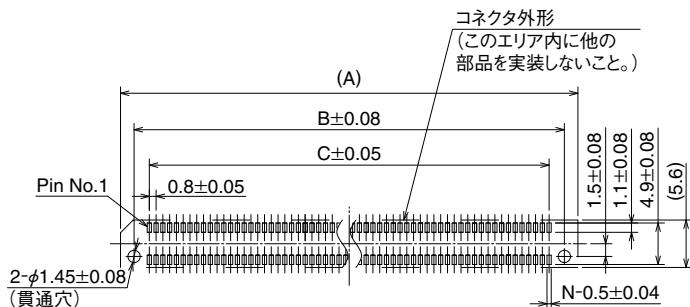 コネクタ外形
(このエリア内に他の
部品を実装しないこと。)
(A)
B±0.08
C±0.05
Pin No.1
0.8±0.05
1.5±0.08
1.1±0.08
4.9±0.08
(5.6)
2-φ1.45±0.08
(貫通穴)
N-0.5±0.04